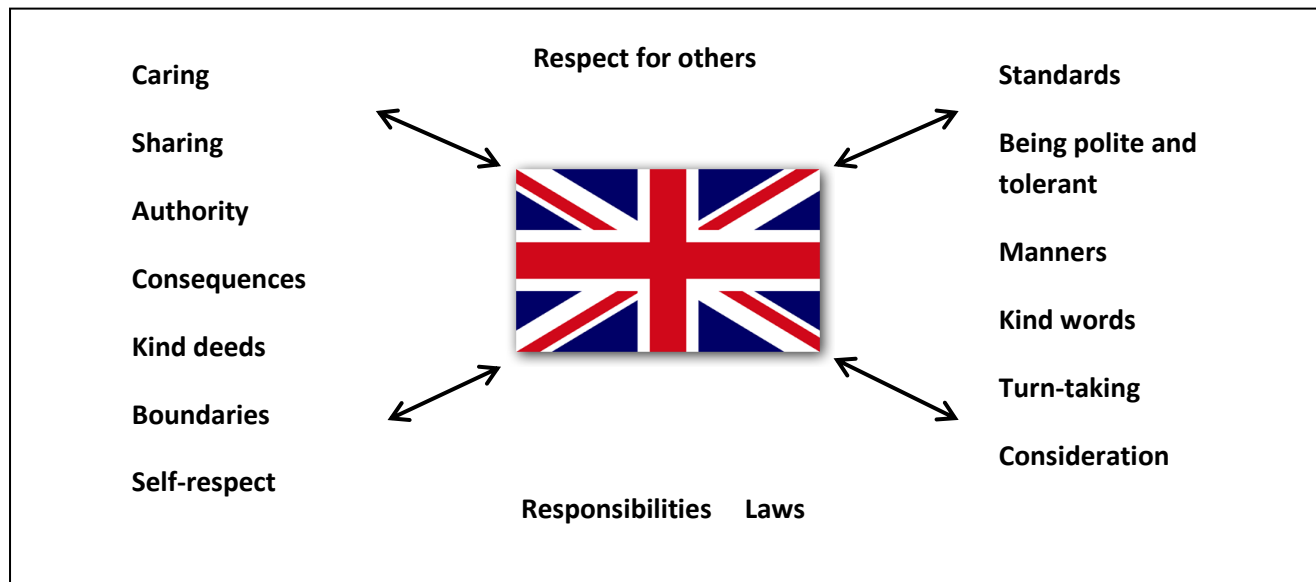 Respect for others
Caring
Sharing
Authority
Consequences
Kind deeds
Boundaries
Self-respect
Standards
Being polite and
tolerant
Manners
Kind words
Turn-taking
Consideration
Responsibilities Laws